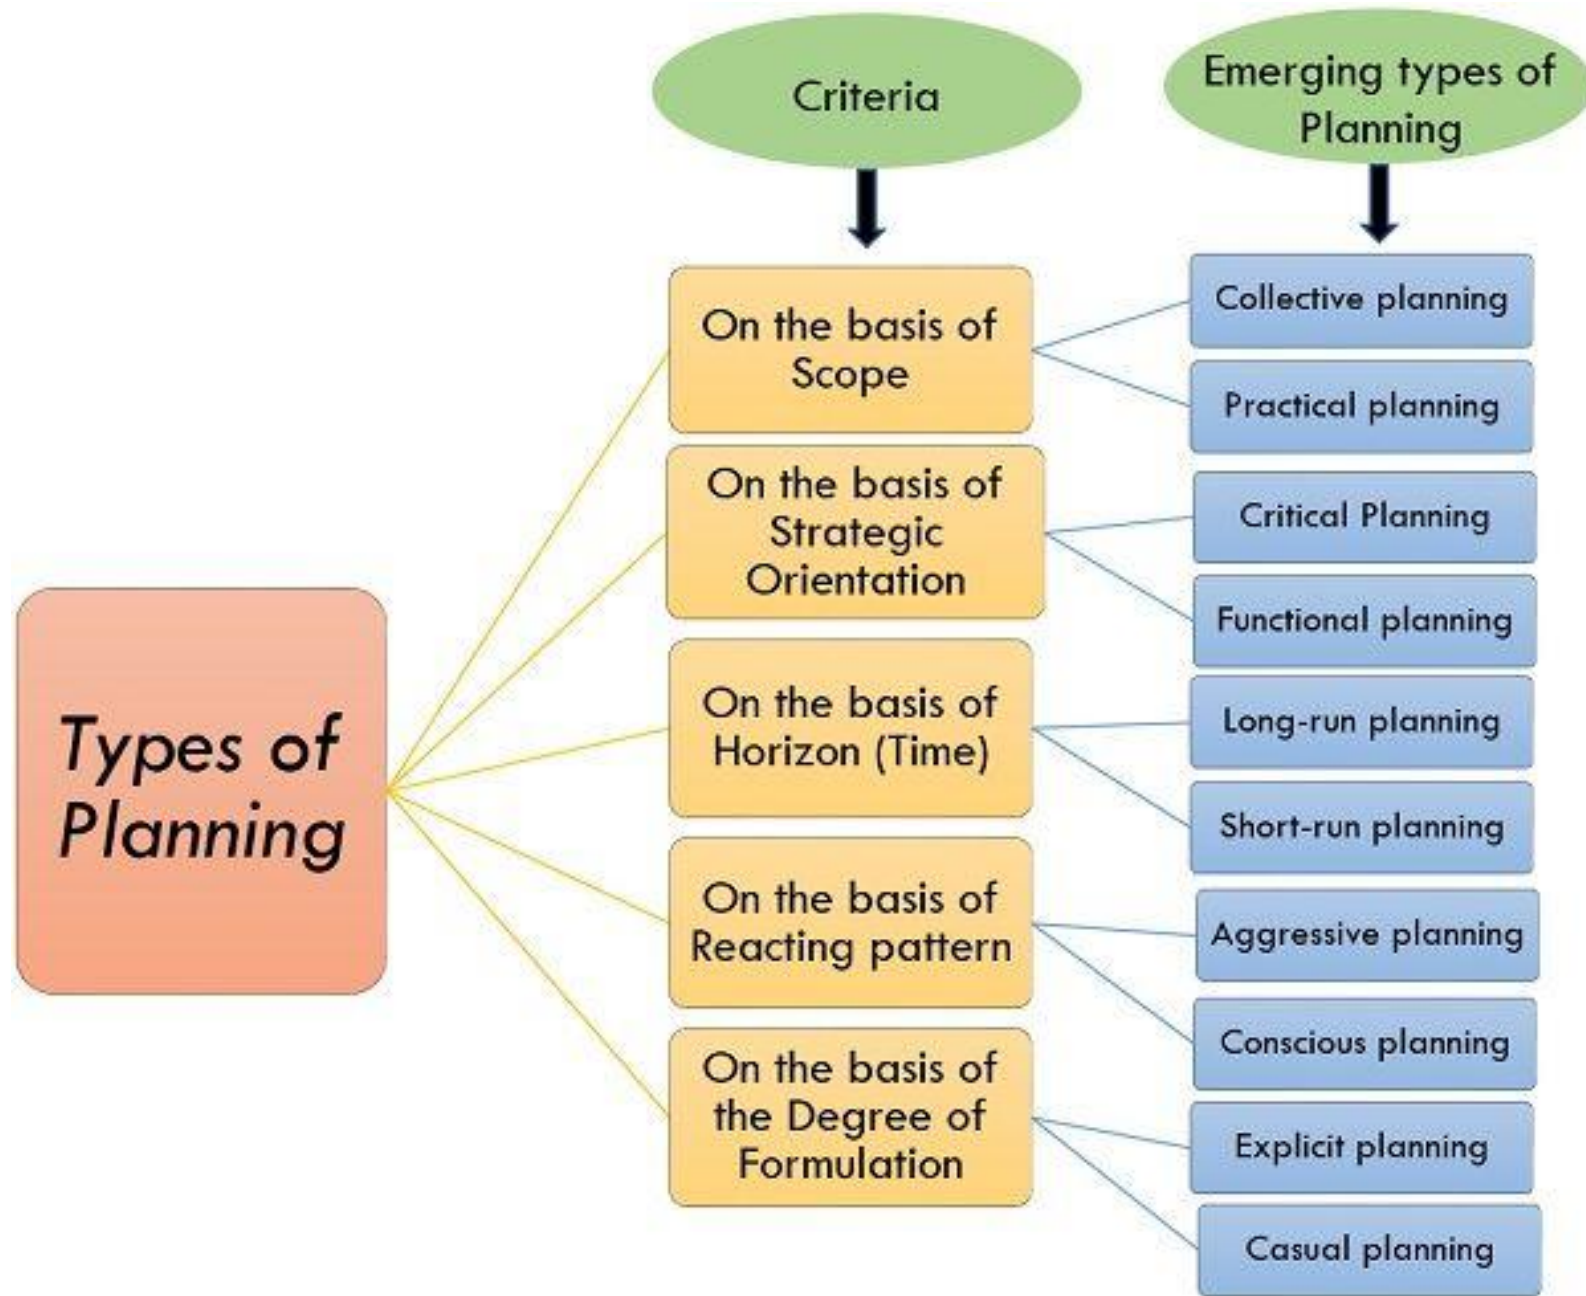 Criteria
Emerging types of
Planning
Types of
Planning
On the basis of
Scope
Collective planning
Practical planning
On the basis of
Strategic
Orientation
Critical Planning
Functional planning
On the basis of
Horizon (Time)
Long-run planning
Short-run planning
On the basis of
Reacting pattern
Aggressive planning
Conscious planning
On the basis of
the Degree of
Formulation
Explicit planning
Casual planning